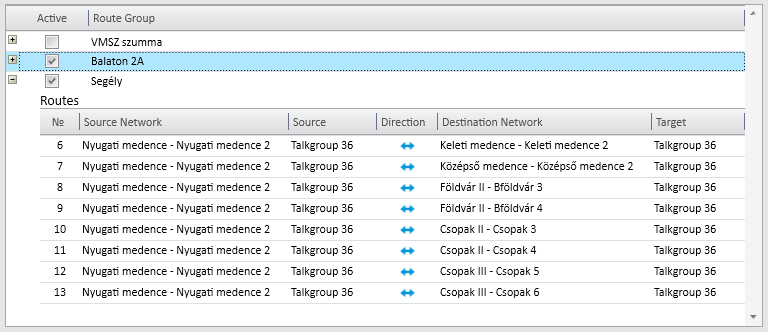 Active Route Group
VMSZ szumma
Balaton 2A
Segély
Routes
№ Source Network Source Direction Destination Network Target
6 Nyugati medence - Nyugati medence 2 Talkgroup 36 Keleti medence - Keleti medence 2 Talkgroup 36
7 Nyugati medence - Nyugati medence 2 Talkgroup 36 Középső medence - Középső medence 2 Talkgroup 36
8 Nyugati medence - Nyugati medence 2 Talkgroup 36 Földvár II - Bföldvár 3 Talkgroup 36
9 Nyugati medence - Nyugati medence 2 Talkgroup 36 Földvár II - Bföldvár 4 Talkgroup 36
10 Nyugati medence - Nyugati medence 2 Talkgroup 36 Csopak II - Csopak 3 Talkgroup 36
11 Nyugati medence - Nyugati medence 2 Talkgroup 36 Csopak II - Csopak 4 Talkgroup 36
12 Nyugati medence - Nyugati medence 2 Talkgroup 36 Csopak III - Csopak 5 Talkgroup 36
13 Nyugati medence - Nyugati medence 2 Talkgroup 36 Csopak III - Csopak 6 Talkgroup 36